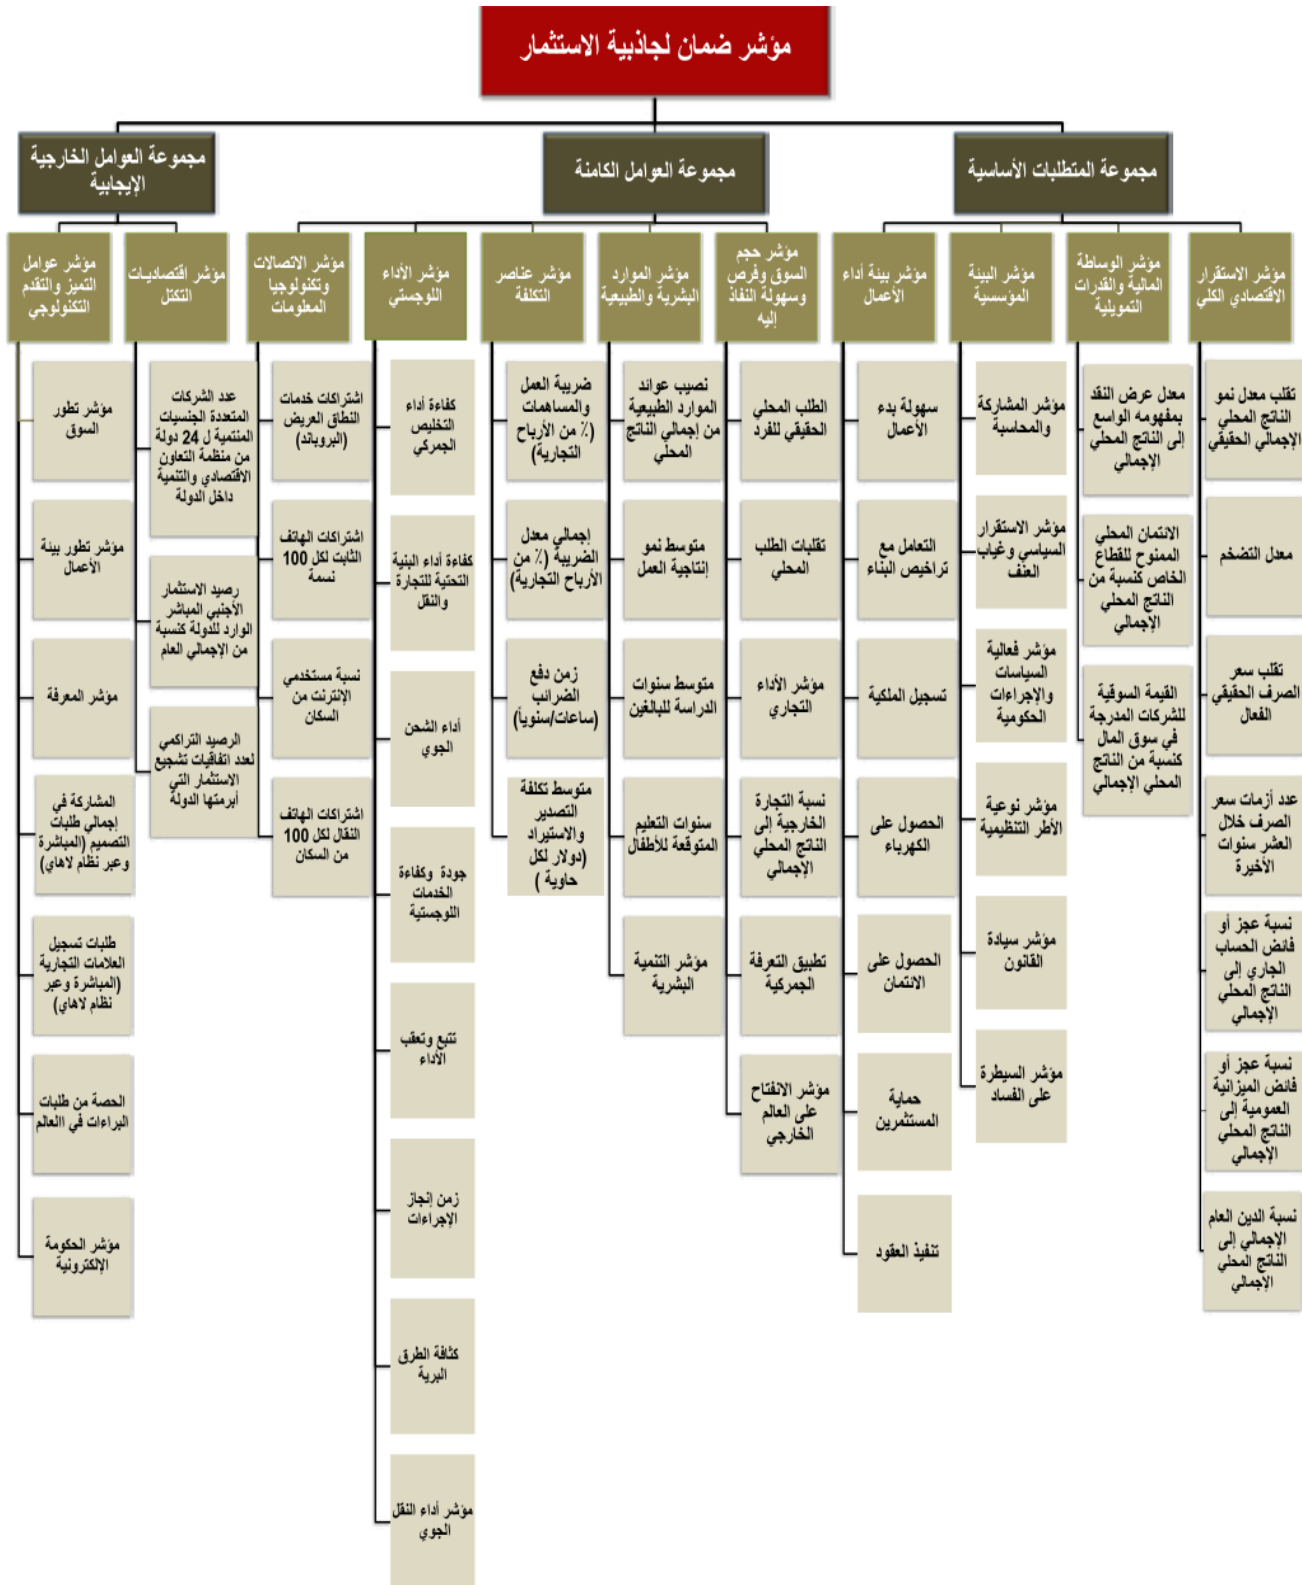 مؤشر ضمان لجاذبية الاستثمار
مجموعة المتطلبات الأساسية
مجموعة العوامل الكامنة
مجموعة العوامل الخارجية
الإيجابية
مؤشر الاستقرار
الاقتصادي الكلي
تقلب معدل نمو
الناتج المحلي
الإجمالي الحقيقي
معدل التضخم
تقلب سعر
الصرف الحقيقي
الفعال
عدد أزمات سعر
الصرف خلال
العشر سنوات
الأخيرة
نسبة عجز أو
فائض الحساب
الجاري إلى
الناتج المحلي
الإجمالي
نسبة عجز أو
فائض الميزانية
العمومية إلى
الناتج المحلي
الإجمالي
نسبة الدين العام
الإجمالي إلى
الناتج المحلي
الإجمالي
مؤشر الوساطة
المالية والقدرات
التمويلية
معدل عرض النقد
بمفهومه الواسع
إلى الناتج المحلي
الإجمالي
الائتمان المحلي
الممنوح للقطاع
الخاص كنسبة من
الناتج المحلي
الإجمالي
القيمة السوقية
للشركات المدرجة
في سوق المال
كنسبة من الناتج
المحلي الإجمالي
مؤشر البيئة
المؤسسية
مؤشر المشاركة
والمحاسبة
مؤشر الاستقرار
السياسي وغياب
العنف
مؤشر فعالية
السياسات
والإجراءات
الحكومية
مؤشر نوعية
الأطر التنظيمية
مؤشر سيادة
القانون
مؤشر السيطرة
على الفساد
مؤشر بيئة أداء
الأعمال
سهولة بدء
الأعمال
التعامل مع
تراخيص البناء
تسجيل الملكية
الحصول على
الكهرباء
الحصول على
الائتمان
حماية
المستثمرين
تنفيذ العقود
مؤشر حجم
السوق وفرص
وسهولة النفاذ
إليه
الطلب المحلي
الحقيقي للفرد
تقلبات الطلب
المحلي
مؤشر الأداء
التجاري
نسبة التجارة
الخارجية إلى
الناتج المحلي
الإجمالي
تطبيق التعرفة
الجمركية
مؤشر الانفتاح
على العالم
الخارجي
مؤشر الموارد
البشرية والطبيعية
نصيب عوائد
الموارد الطبيعية
من إجمالي الناتج
المحلي
متوسط نمو
إنتاجية العمل
متوسط سنوات
الدراسة للبالغين
سنوات التعليم
المتوقعة للأطفال
مؤشر التنمية
البشرية
مؤشر عناصر
التكلفة
ضريبة العمل
والمساهمات
(٪ من الأرباح
التجارية)
إجمالي معدل
الضريبة (٪ من
الأرباح التجارية)
زمن دفع
الضرائب
(ساعات/سنوياً)
متوسط تكلفة
التصدير
والاستيراد
(دولار لكل
حاوية )
مؤشر الأداء
اللوجستي
كفاءة أداء
التخليص
الجمركي
كفاءة أداء البنية
التحتية للتجارة
والنقل
أداء الشحن
الجوي
جودة وكفاءة
الخدمات
اللوجستية
تتبع وتعقب
الأداء
زمن إنجاز
الإجراءات
كثافة الطرق
البرية
مؤشر أداء النقل
الجوي
مؤشر الاتصالات
وتكنولوجيا
المعلومات
اشتراكات خدمات
النطاق العريض
(البروباند)
اشتراكات الهاتف
الثابت لكل 100
نسمة
نسبة مستخدمي
الإنترنت من
السكان
اشتراكات الهاتف
النقال لكل 100
من السكان
مؤشر اقتصاديات
التكتل
عدد الشركات
المتعددة الجنسيات
المنتمية ل 24 دولة
من منظمة التعاون
الاقتصادي والتنمية
داخل الدولة
رصيد الاستثمار
الأجنبي المباشر
الوارد للدولة كنسبة
من الإجمالي العام
الرصيد التراكمي
لعدد اتفاقيات تشجيع
الاستثمار التي
أبرمتها الدولة
مؤشر عوامل
التميز والتقدم
التكنولوجي
مؤشر تطور
السوق
مؤشر تطور بيئة
الأعمال
مؤشر المعرفة
المشاركة في
إجمالي طلبات
التصميم (المباشرة
وعبر نظام لاهاي)
طلبات تسجيل
العلامات التجارية
(المباشرة وعبر
نظام لاهاي)
الحصة من طلبات
البراءات في االعالم
مؤشر الحكومة
الإلكترونية